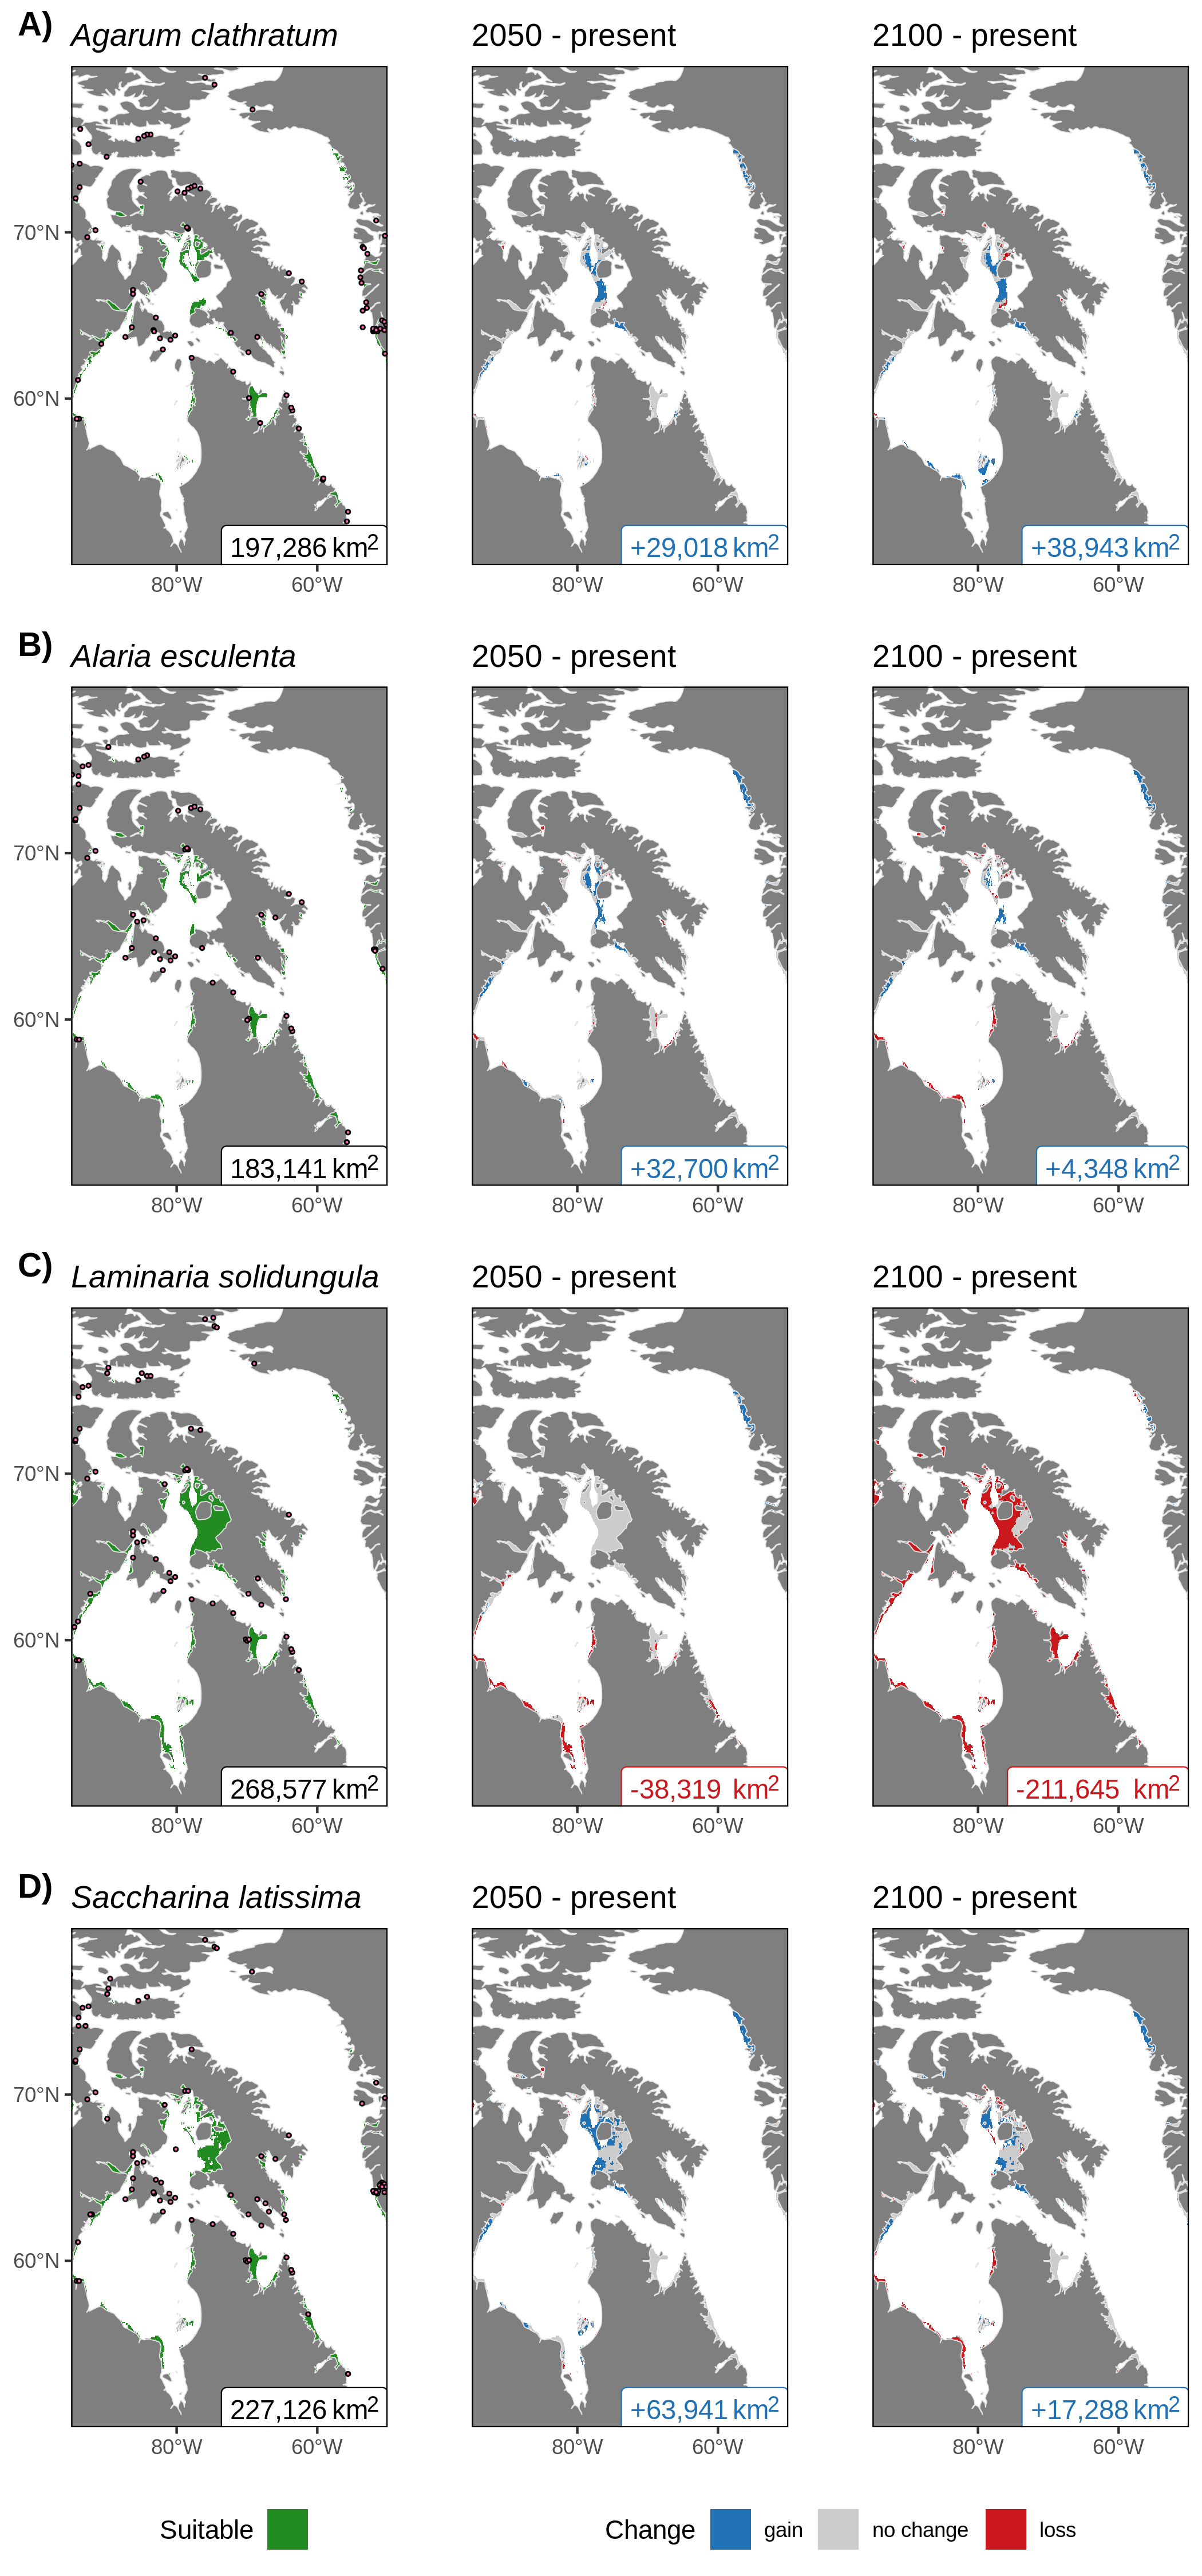 A) Agarum clathratum 2050 - present 2100 - present
70°N
60°N
197,286 km² +29,018 km² +38,943 km²
80°W 60°W 80°W 60°W 80°W 60°W
B) Alaria esculenta 2050 - present 2100 - present
70°N
60°N
183,141 km² +32,700 km² +4,348 km²
80°W 60°W 80°W 60°W 80°W 60°W
C) Laminaria solidungula 2050 - present 2100 - present
70°N
60°N
268,577 km² -38,319 km² -211,645 km²
80°W 60°W 80°W 60°W 80°W 60°W
D) Saccharina latissima 2050 - present 2100 - present
70°N
60°N
227,126 km² +63,941 km² +17,288 km²
80°W 60°W 80°W 60°W 80°W 60°W
Suitable Change gain no change loss